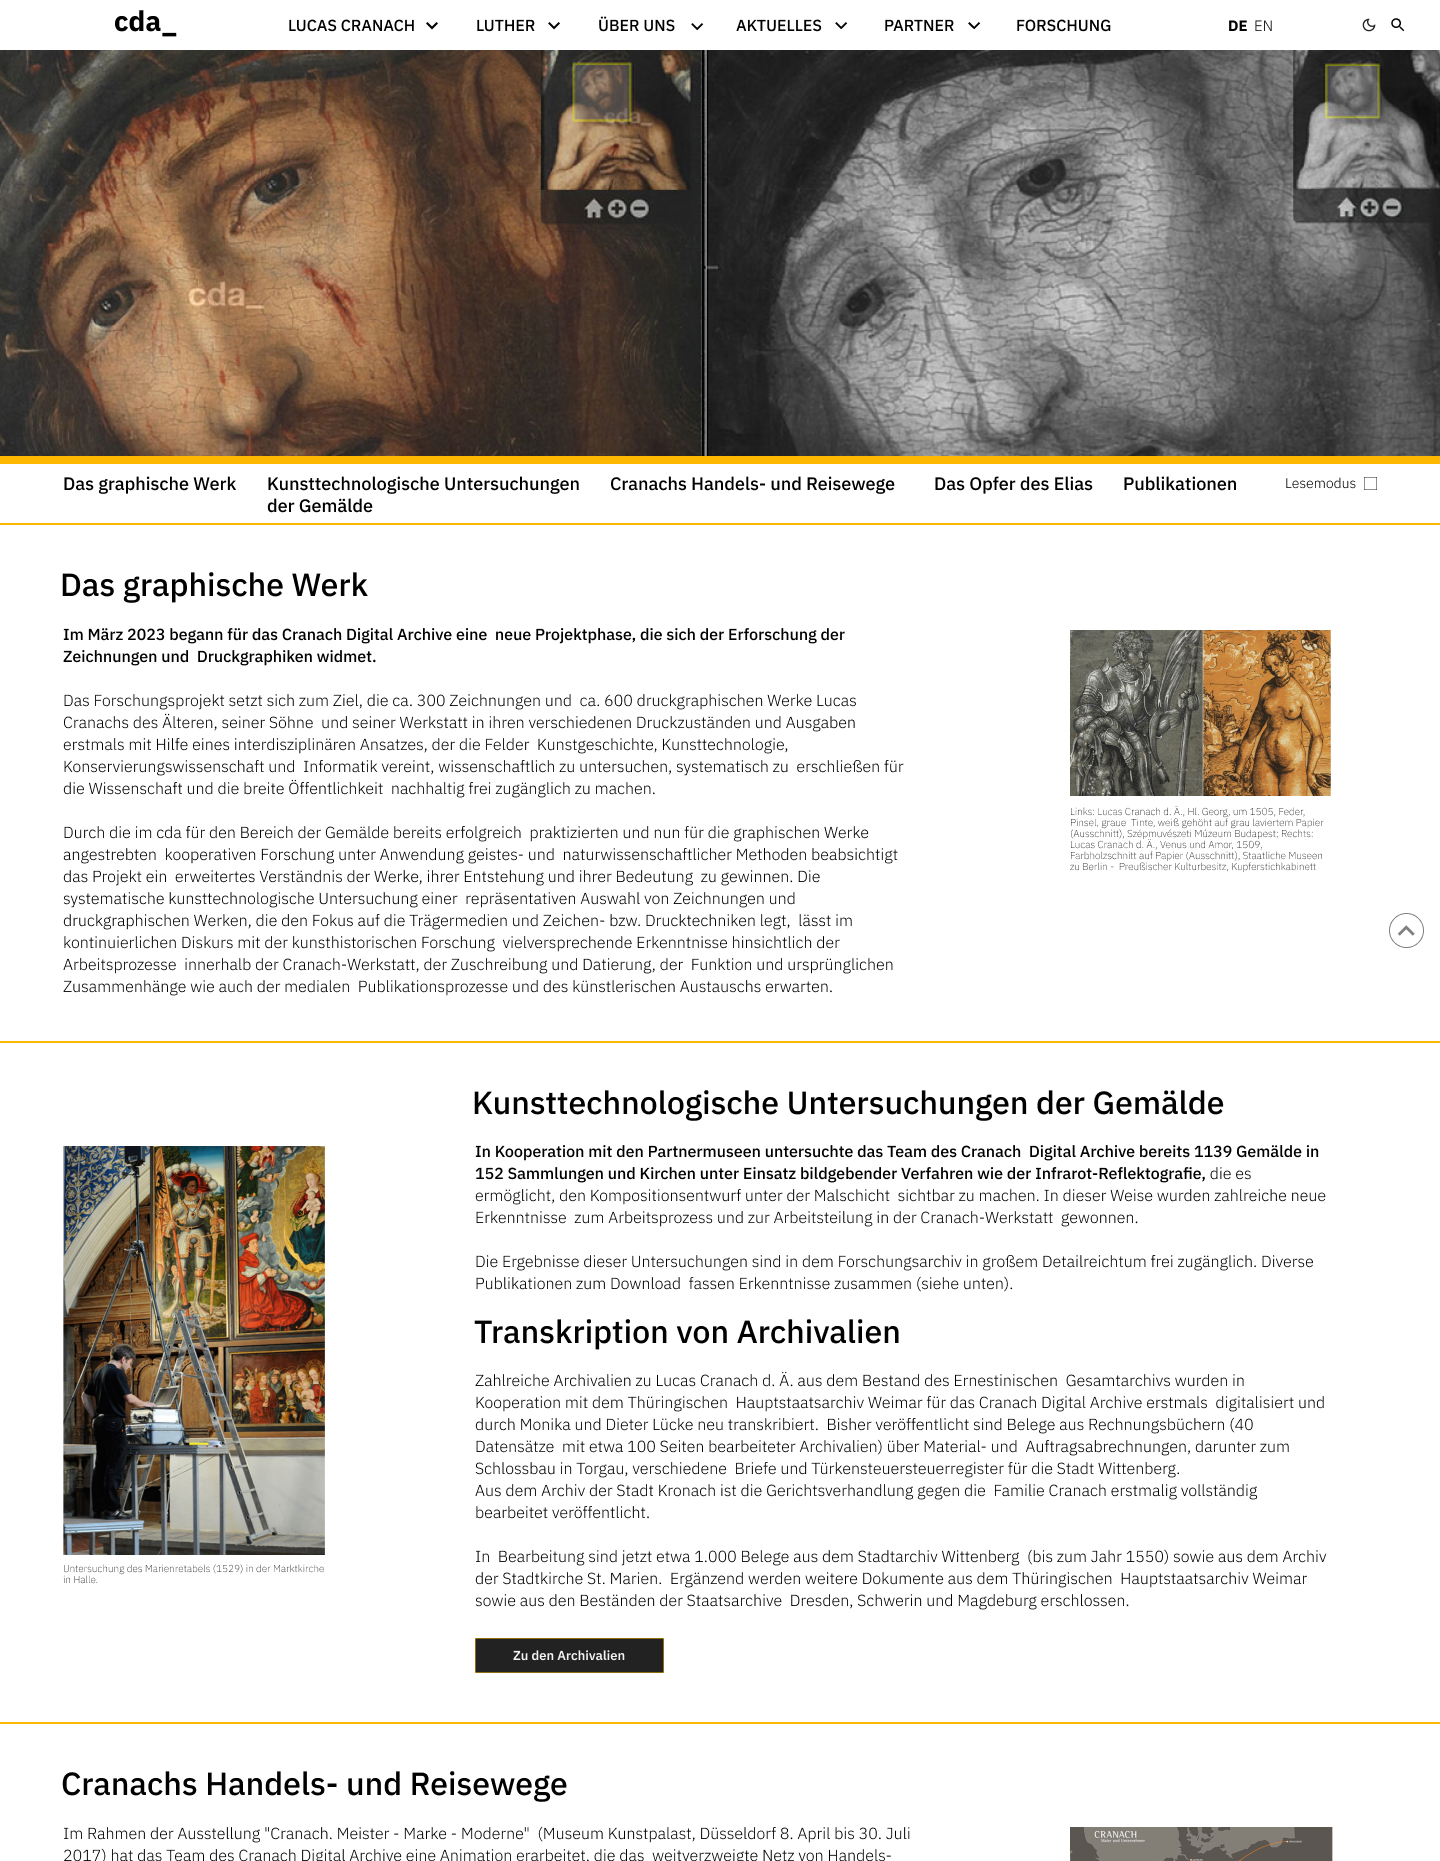 cda_
LUCAS CRANACH LUTHER ÜBER UNS AKTUELLES PARTNER FORSCHUNG DE EN
cda_
cda_
Das graphische Werk
Kunsttechnologische Untersuchungen
der Gemälde
Cranachs Handels- und Reisewege
Das Opfer des Elias
Publikationen
Lesemodus
Das graphische Werk
Im März 2023 begann für das Cranach Digital Archive eine neue Projektphase, die sich der Erforschung der
Zeichnungen und Druckgraphiken widmet.
Das Forschungsprojekt setzt sich zum Ziel, die ca. 300 Zeichnungen und ca. 600 druckgraphischen Werke Lucas
Cranachs des Älteren, seiner Söhne und seiner Werkstatt in ihren verschiedenen Druckzuständen und Ausgaben
erstmals mit Hilfe eines interdisziplinären Ansatzes, der die Felder Kunstgeschichte, Kunsttechnologie,
Konservierungswissenschaft und Informatik vereint, wissenschaftlich zu untersuchen, systematisch zu erschließen für
die Wissenschaft und die breite Öffentlichkeit nachhaltig frei zugänglich zu machen.
Durch die im cda für den Bereich der Gemälde bereits erfolgreich praktizierten und nun für die graphischen Werke
angestrebten kooperativen Forschung unter Anwendung geistes- und naturwissenschaftlicher Methoden beabsichtigt
das Projekt ein erweitertes Verständnis der Werke, ihrer Entstehung und ihrer Bedeutung zu gewinnen. Die
systematische kunsttechnologische Untersuchung einer repräsentativen Auswahl von Zeichnungen und
druckgraphischen Werken, die den Fokus auf die Trägermedien und Zeichen- bzw. Drucktechniken legt, lässt im
kontinuierlichen Diskurs mit der kunsthistorischen Forschung vielversprechende Erkenntnisse hinsichtlich der
Arbeitsprozesse innerhalb der Cranach-Werkstatt, der Zuschreibung und Datierung, der Funktion und ursprünglichen
Zusammenhänge wie auch der medialen Publikationsprozesse und des künstlerischen Austauschs erwarten.
Links: Lucas Cranach d. Ä., Hl. Georg, um 1505, Feder,
Pinsel, graue Tinte, weiß gehöht auf grau laviertem Papier
(Ausschnitt), Szépmuvészeti Múzeum Budapest; Rechts:
Lucas Cranach d. Ä., Venus und Amor, 1509,
Farbholzschnitt auf Papier (Ausschnitt), Staatliche Museen
zu Berlin - Preußischer Kulturbesitz, Kupferstichkabinett
Kunsttechnologische Untersuchungen der Gemälde
In Kooperation mit den Partnermuseen untersuchte das Team des Cranach Digital Archive bereits 1139 Gemälde in
152 Sammlungen und Kirchen unter Einsatz bildgebender Verfahren wie der Infrarot-Reflektografie, die es
ermöglicht, den Kompositionsentwurf unter der Malschicht sichtbar zu machen. In dieser Weise wurden zahlreiche neue
Erkenntnisse zum Arbeitsprozess und zur Arbeitsteilung in der Cranach-Werkstatt gewonnen.
Die Ergebnisse dieser Untersuchungen sind in dem Forschungsarchiv in großem Detailreichtum frei zugänglich. Diverse
Publikationen zum Download fassen Erkenntnisse zusammen (siehe unten).
Untersuchung des Marienretabels (1529) in der Marktkirche
in Halle.
Transkription von Archivalien
Zahlreiche Archivalien zu Lucas Cranach d. Ä. aus dem Bestand des Ernestinischen Gesamtarchivs wurden in
Kooperation mit dem Thüringischen Hauptstaatsarchiv Weimar für das Cranach Digital Archive erstmals digitalisiert und
durch Monika und Dieter Lücke neu transkribiert. Bisher veröffentlicht sind Belege aus Rechnungsbüchern (40
Datensätze mit etwa 100 Seiten bearbeiteter Archivalien) über Material- und Auftragsabrechnungen, darunter zum
Schlossbau in Torgau, verschiedene Briefe und Türkensteuersteuerregister für die Stadt Wittenberg.
Aus dem Archiv der Stadt Kronach ist die Gerichtsverhandlung gegen die Familie Cranach erstmalig vollständig
bearbeitet veröffentlicht.
In Bearbeitung sind jetzt etwa 1.000 Belege aus dem Stadtarchiv Wittenberg (bis zum Jahr 1550) sowie aus dem Archiv
der Stadtkirche St. Marien. Ergänzend werden weitere Dokumente aus dem Thüringischen Hauptstaatsarchiv Weimar
sowie aus den Beständen der Staatsarchive Dresden, Schwerin und Magdeburg erschlossen.
Zu den Archivalien
Cranachs Handels- und Reisewege
Im Rahmen der Ausstellung "Cranach. Meister - Marke - Moderne" (Museum Kunstpalast, Düsseldorf 8. April bis 30. Juli
2017) hat das Team des Cranach Digital Archive eine Animation erarbeitet, die das weitverzweigte Netz von Handels-
CRANACH
Maler und Unternehmer